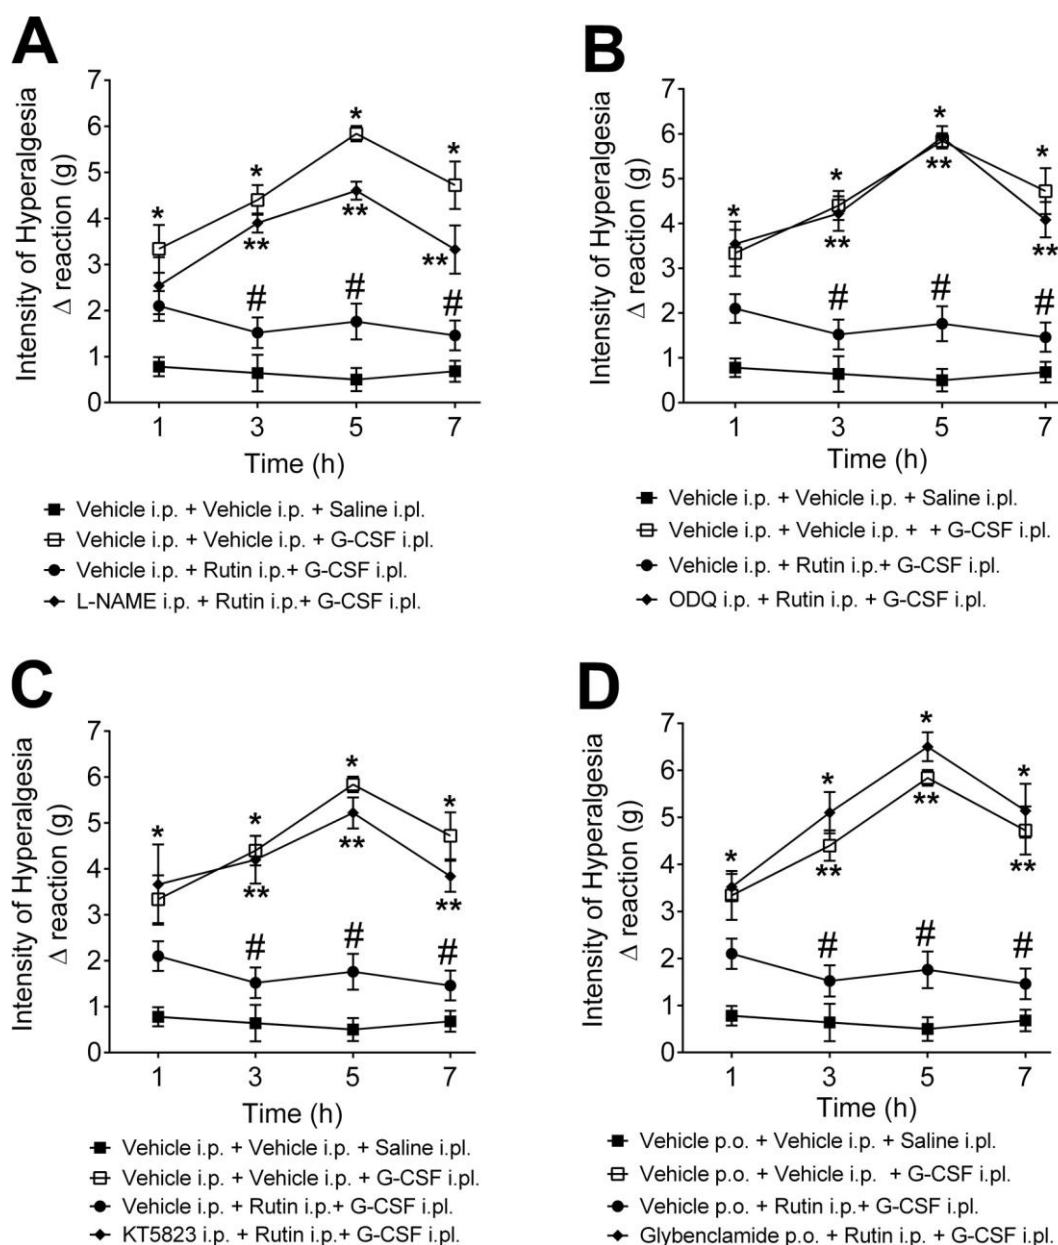 A
Intensity of Hyperalgesia
Δ reaction (g)
7
6
5
4
3
2
1
0
* * * *
** ** **
# # #
1 3 5 7
Time (h)
Vehicle i.p. + Vehicle i.p. + Saline i.pl.
Vehicle i.p. + Vehicle i.p. + G-CSF i.pl.
Vehicle i.p. + Rutin i.p.+ G-CSF i.pl.
L-NAME i.p. + Rutin i.p.+ G-CSF i.pl.
B
Intensity of Hyperalgesia
Δ reaction (g)
7
6
5
4
3
2
1
0
* * * *
** ** **
# # #
1 3 5 7
Time (h)
Vehicle i.p. + Vehicle i.p. + Saline i.pl.
Vehicle i.p. + Vehicle i.p. + + G-CSF i.pl.
Vehicle i.p. + Rutin i.p.+ G-CSF i.pl.
ODQ i.p. + Rutin i.p. + G-CSF i.pl.
C
Intensity of Hyperalgesia
Δ reaction (g)
7
6
5
4
3
2
1
0
* * * *
** ** **
# # #
1 3 5 7
Time (h)
Vehicle i.p. + Vehicle i.p. + Saline i.pl.
Vehicle i.p. + Vehicle i.p. + G-CSF i.pl.
Vehicle i.p. + Rutin i.p.+ G-CSF i.pl.
KT5823 i.p. + Rutin i.p.+ G-CSF i.pl.
D
Intensity of Hyperalgesia
Δ reaction (g)
7
6
5
4
3
2
1
0
* * * *
** ** **
# # #
1 3 5 7
Time (h)
Vehicle p.o. + Vehicle i.p. + Saline i.pl.
Vehicle p.o. + Vehicle i.p. + G-CSF i.pl.
Vehicle p.o. + Rutin i.p.+ G-CSF i.pl.
Glybenclamide p.o. + Rutin i.p. + G-CSF i.pl.